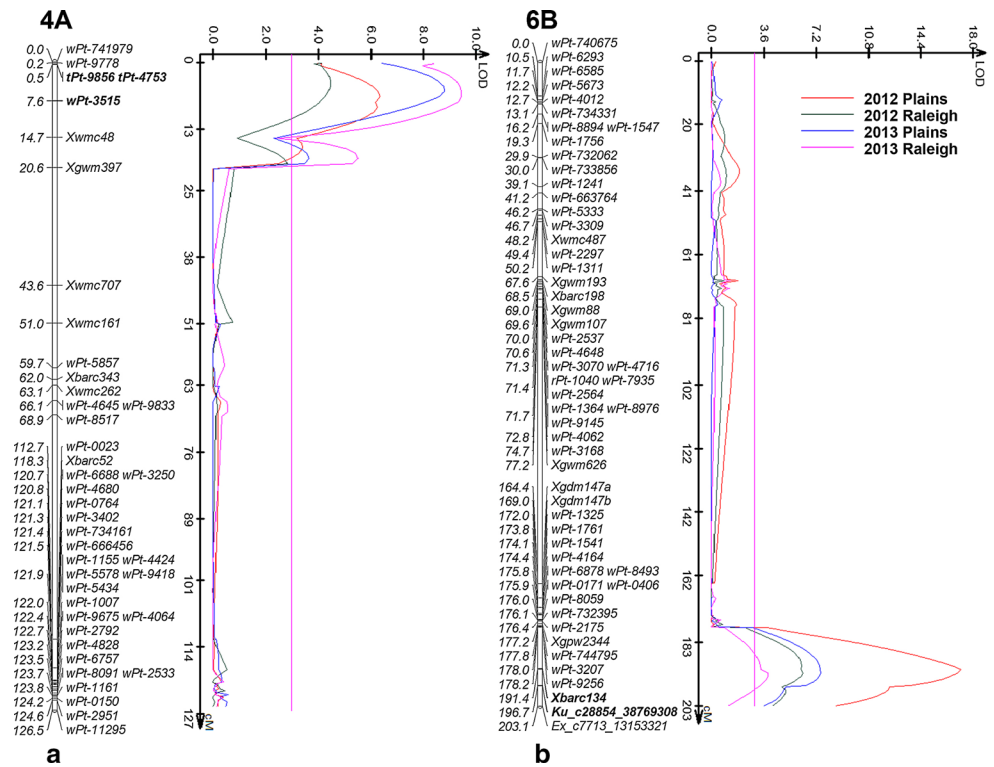 4A
0.0 wPt-741979
0.2 wPt-9778
0.5 tPt-9856 tPt-4753
7.6 wPt-3515
14.7 Xwmc48
20.6 Xgwm397
43.6 Xwmc707
51.0 Xwmc161
59.7 wPt-5857
62.0 Xbarc343
63.1 Xwmc262
66.1 wPt-4645 wPt-9833
68.9 wPt-8517
112.7 wPt-0023
118.3 Xbarc52
120.7 wPt-6688 wPt-3250
120.8 wPt-4680
121.1 wPt-0764
121.3 wPt-3402
121.4 wPt-734161
121.5 wPt-666456
wPt-1155 wPt-4424
121.9 wPt-5578 wPt-9418
wPt-5434
122.0 wPt-1007
122.4 wPt-9675 wPt-4064
122.7 wPt-2792
123.2 wPt-4828
123.5 wPt-6757
123.7 wPt-8091 wPt-2533
123.8 wPt-1161
124.2 wPt-0150
124.6 wPt-2951
126.5 wPt-11295
a
0.0 2.0 4.0 6.0 8.0 10.0
LOD
0
13
25
38
51
63
76
89
101
114
127
cM
6B
0.0 wPt-740675
10.5 wPt-6293
11.7 wPt-6585
12.2 wPt-5673
12.7 wPt-4012
13.1 wPt-734331
16.2 wPt-8894 wPt-1547
19.3 wPt-1756
29.9 wPt-732062
30.0 wPt-733856
39.1 wPt-1241
41.2 wPt-663764
46.2 wPt-5333
46.7 wPt-3309
48.2 Xwmc487
49.4 wPt-2297
50.2 wPt-1311
67.6 Xgwm193
68.5 Xbarc198
69.0 Xgwm88
69.6 Xgwm107
70.0 wPt-2537
70.6 wPt-4648
71.3 wPt-3070 wPt-4716
71.4 rPt-1040 wPt-7935
wPt-2564
71.7 wPt-1364 wPt-8976
wPt-9145
72.8 wPt-4062
74.7 wPt-3168
77.2 Xgwm626
164.4 Xgdm147a
169.0 Xgdm147b
172.0 wPt-1325
173.8 wPt-1761
174.1 wPt-1541
174.4 wPt-4164
175.8 wPt-6878 wPt-8493
175.9 wPt-0171 wPt-0406
176.0 wPt-8059
176.1 wPt-732395
176.4 wPt-2175
177.2 Xgpw2344
177.8 wPt-744795
178.0 wPt-3207
178.2 wPt-9256
191.4 Xbarc134
196.7 Ku_c28854_38769308
203.1 Ex_c7713_13153321
b
0.0 3.6 7.2 10.8 14.4 18.0
LOD
0
20
41
61
81
102
122
142
162
183
203
cM
2012 Plains
2012 Raleigh
2013 Plains
2013 Raleigh